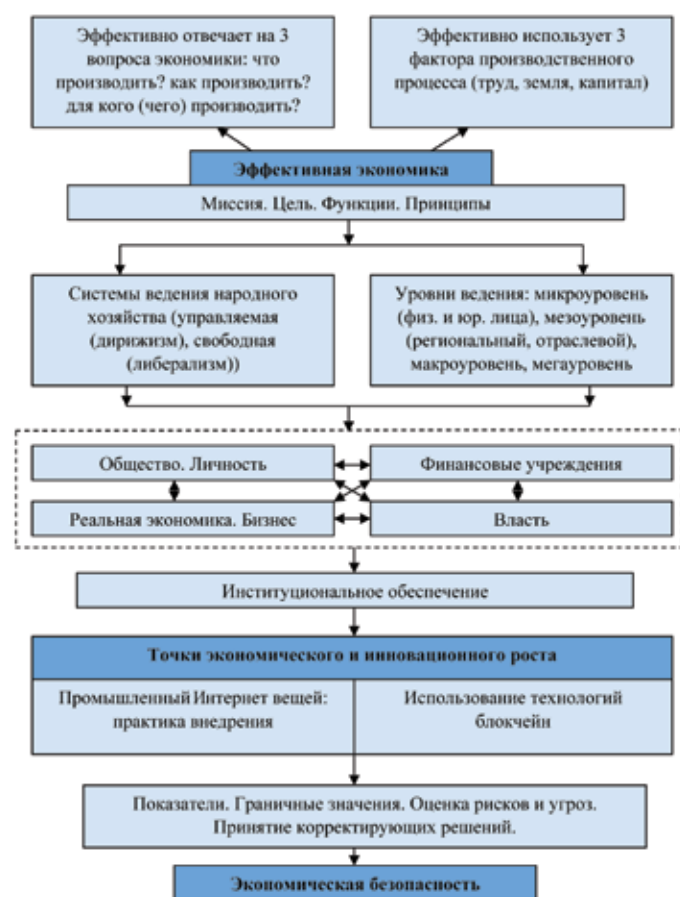 Эффективно отвечает на 3
вопроса экономики: что
производить? как производить?
для кого (чего) производить?
Эффективно использует 3
фактора производственного
процесса (труд, земля, капитал)
Эффективная экономика
Миссия. Цель. Функции. Принципы
Системы ведения народного
хозяйства (управляемая
(дирижизм), свободная
(либерализм))
Уровни ведения: микроуровень
(физ. и юр. лица), мезоуровень
(региональный, отраслевой),
макроуровень, мегауровень
Общество. Личность
Финансовые учреждения
Реальная экономика. Бизнес
Власть
Институциональное обеспечение
Точки экономического и инновационного роста
Промышленный Интернет вещей:
практика внедрения
Использование технологий
блокчейн
Показатели. Граничные значения. Оценка рисков и угроз.
Принятие корректирующих решений.
Экономическая безопасность